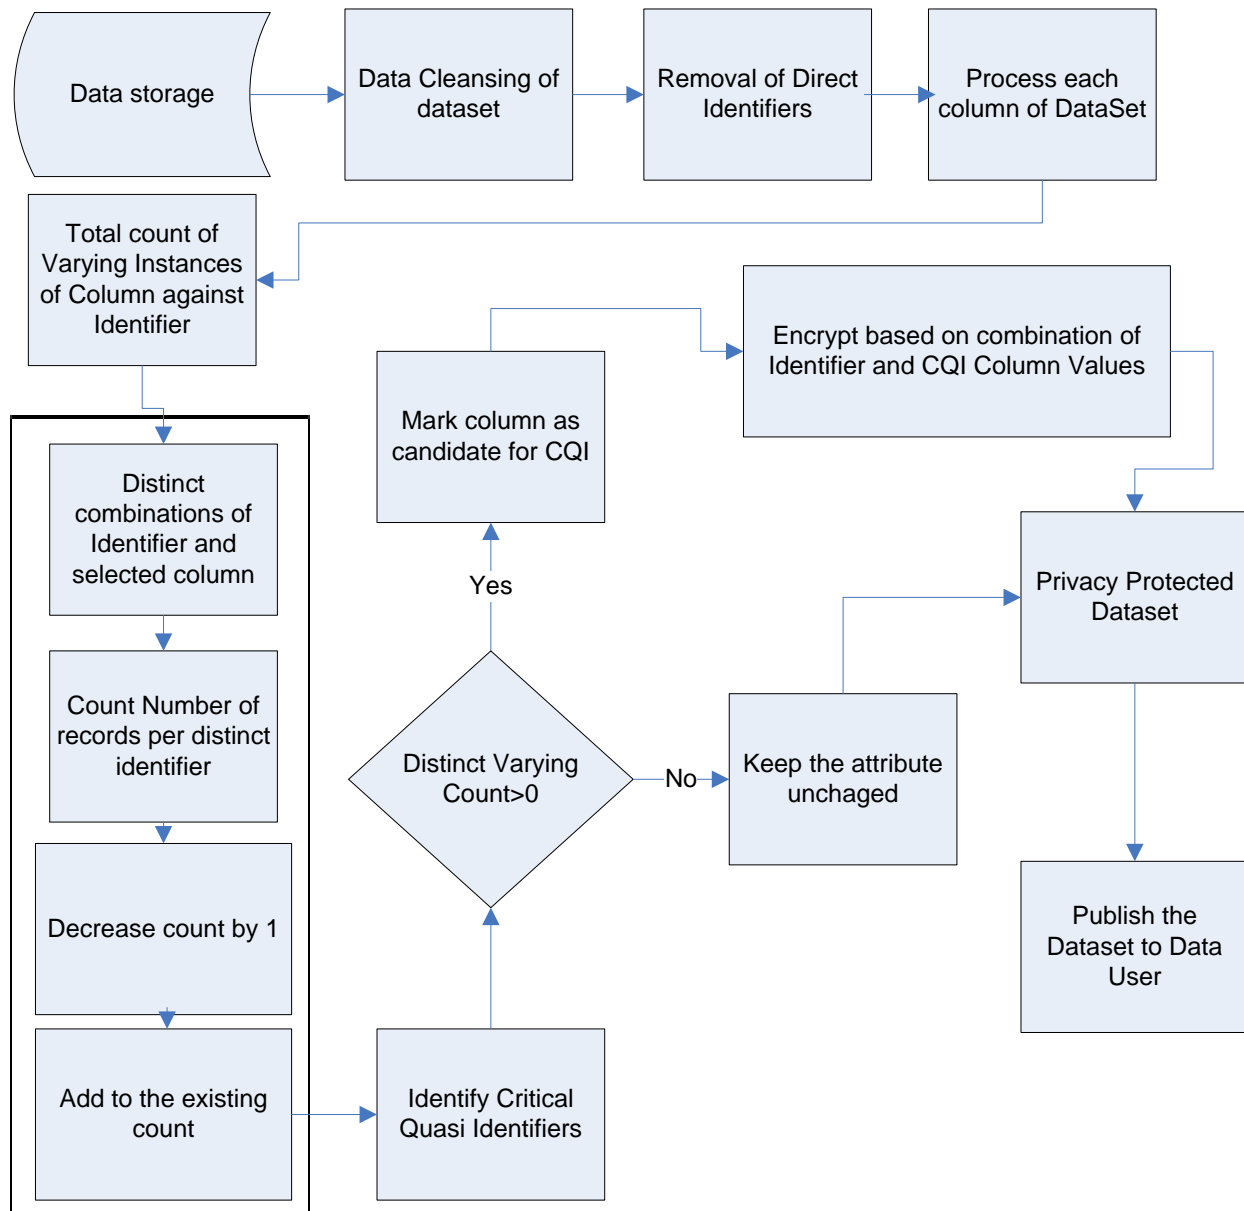 Data storage
Data Cleansing of
dataset
Removal of Direct
Identifiers
Process each
column of DataSet
Total count of
Varying Instances
of Column against
Identifier
Distinct
combinations of
Identifier and
selected column
Count Number of
records per distinct
identifier
Decrease count by 1
Add to the existing
count
Identify Critical
Quasi Identifiers
Distinct Varying
Count>0
Yes
No
Mark column as
candidate for CQI
Encrypt based on combination of
Identifier and CQI Column Values
Keep the attribute
unchaged
Privacy Protected
Dataset
Publish the
Dataset to Data
User